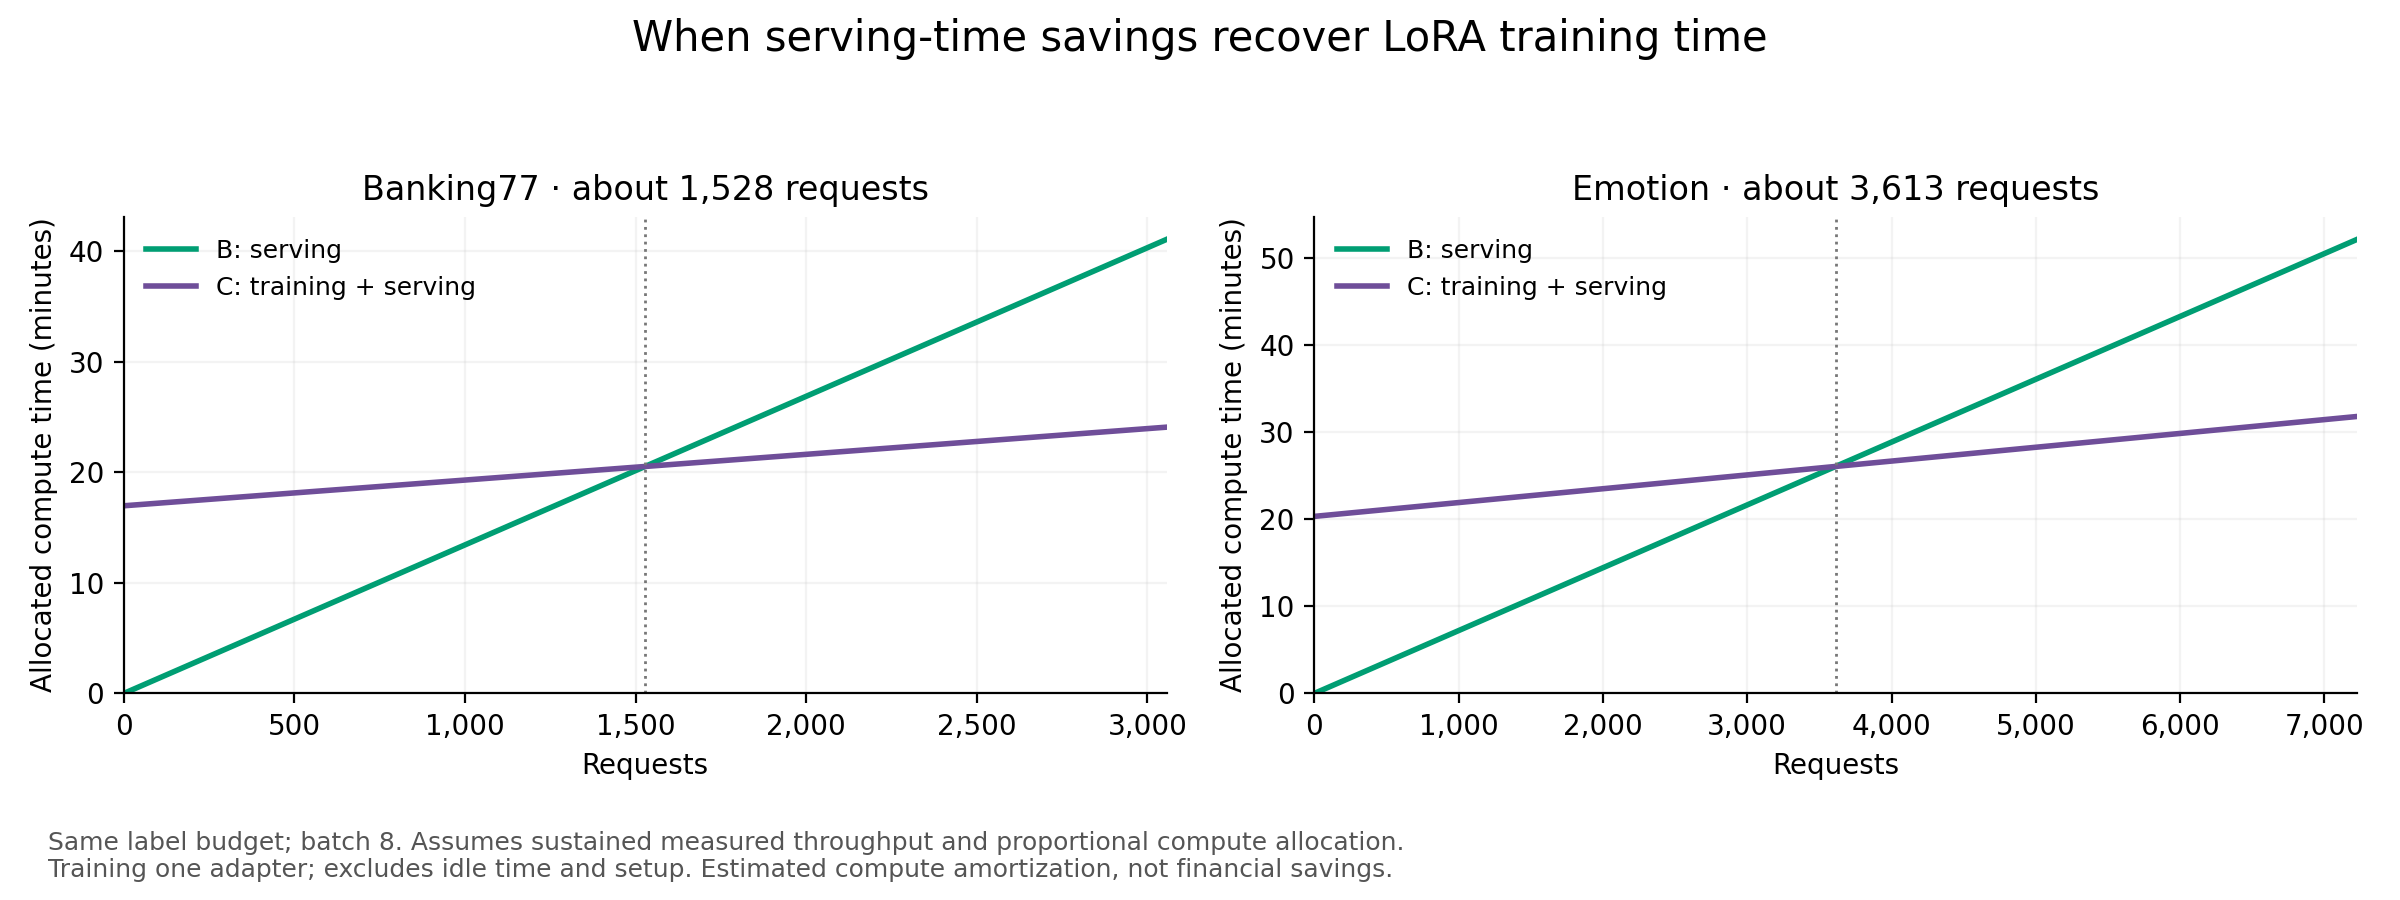 When serving-time savings recover LoRA training time
Banking77 · about 1,528 requests
Allocated compute time (minutes)
40
30
20
10
0
B: serving
C: training + serving
0 500 1,000 1,500 2,000 2,500 3,000
Requests
Emotion · about 3,613 requests
Allocated compute time (minutes)
50
40
30
20
10
0
B: serving
C: training + serving
0 1,000 2,000 3,000 4,000 5,000 6,000 7,000
Requests
Same label budget; batch 8. Assumes sustained measured throughput and proportional compute allocation.
Training one adapter; excludes idle time and setup. Estimated compute amortization, not financial savings.